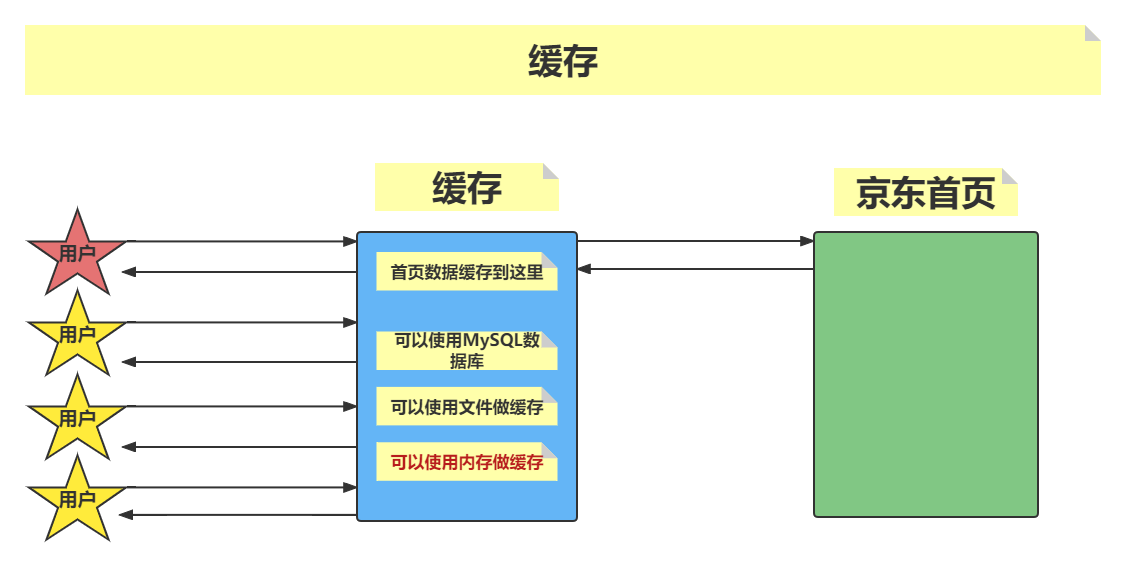 缓存
缓存
京东首页
用户
首页数据缓存到这里
用户
可以使用MySQL数
据库
用户
可以使用文件做缓存
可以使用内存做缓存
用户